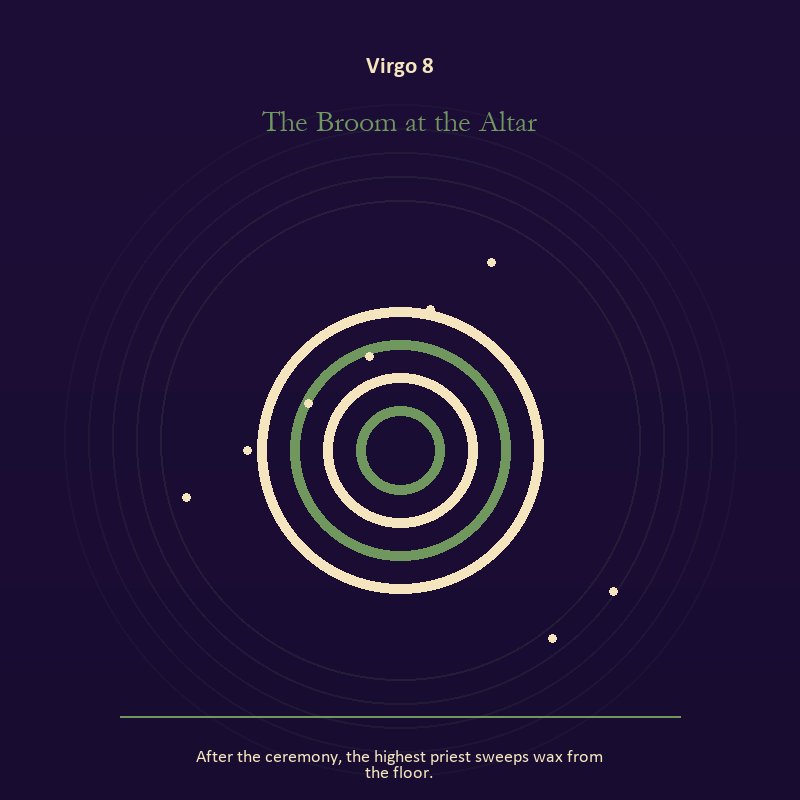 Virgo 8
The Broom at the Altar
After the ceremony, the highest priest sweeps wax from
the floor.